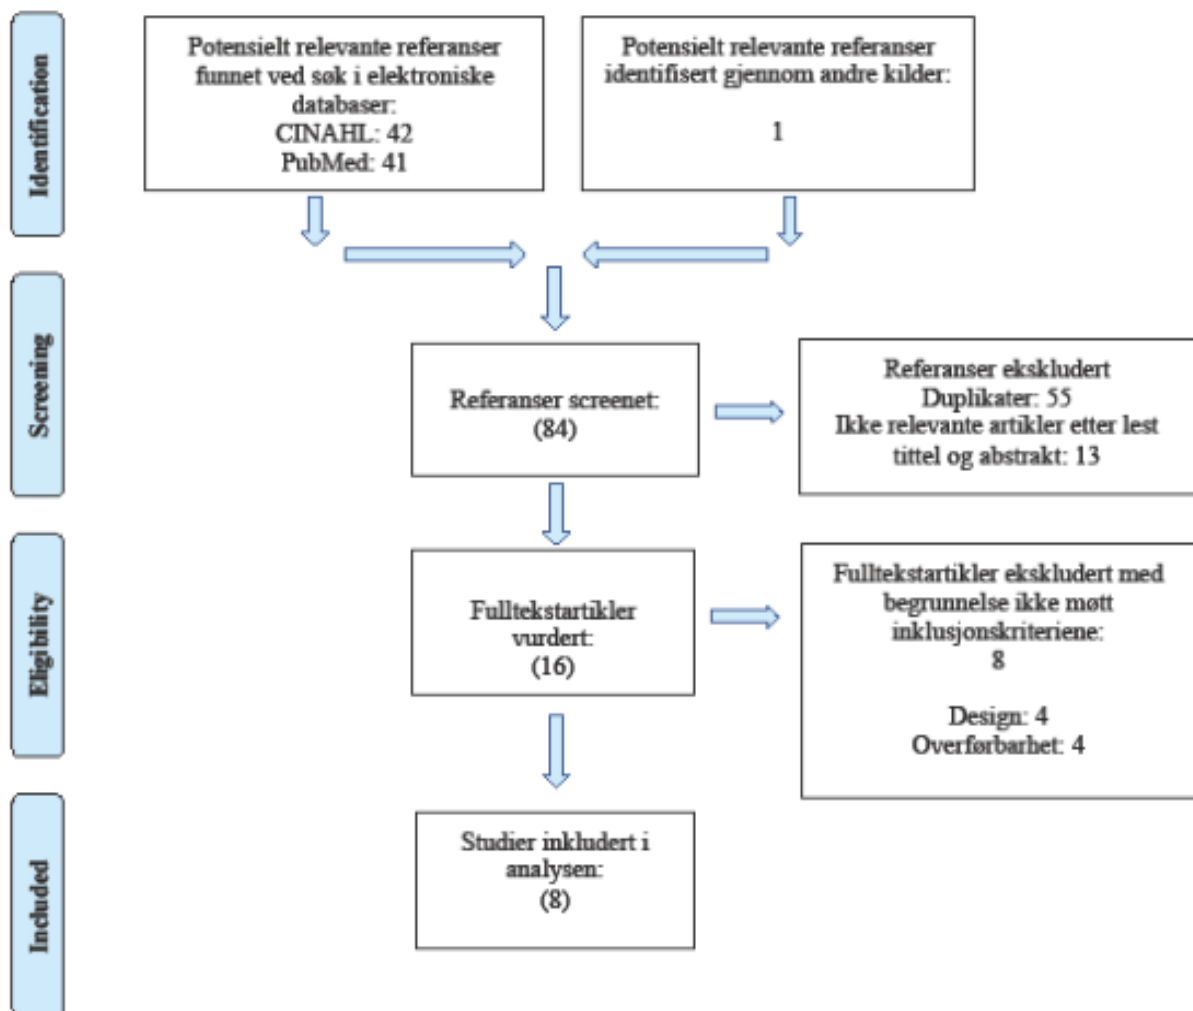 Identification
Potensielt relevante referanser
funnet ved søk i elektroniske
databaser:
CINAHL: 42
PubMed: 41
Potensielt relevante referanser
identifisert gjennom andre kilder:
1
Screening
Referanser screenet:
(84)
Referanser ekskludert
Duplikater: 55
Ikke relevante artikler etter lest
tittel og abstrakt: 13
Eligibility
Fulltekstartikler
vurdert:
(16)
Fulltekstartikler ekskludert med
begrunnelse ikke møtt
inklusjonskriteriene:
8
Design: 4
Overførbarhet: 4
Included
Studier inkludert i
analysen:
(8)